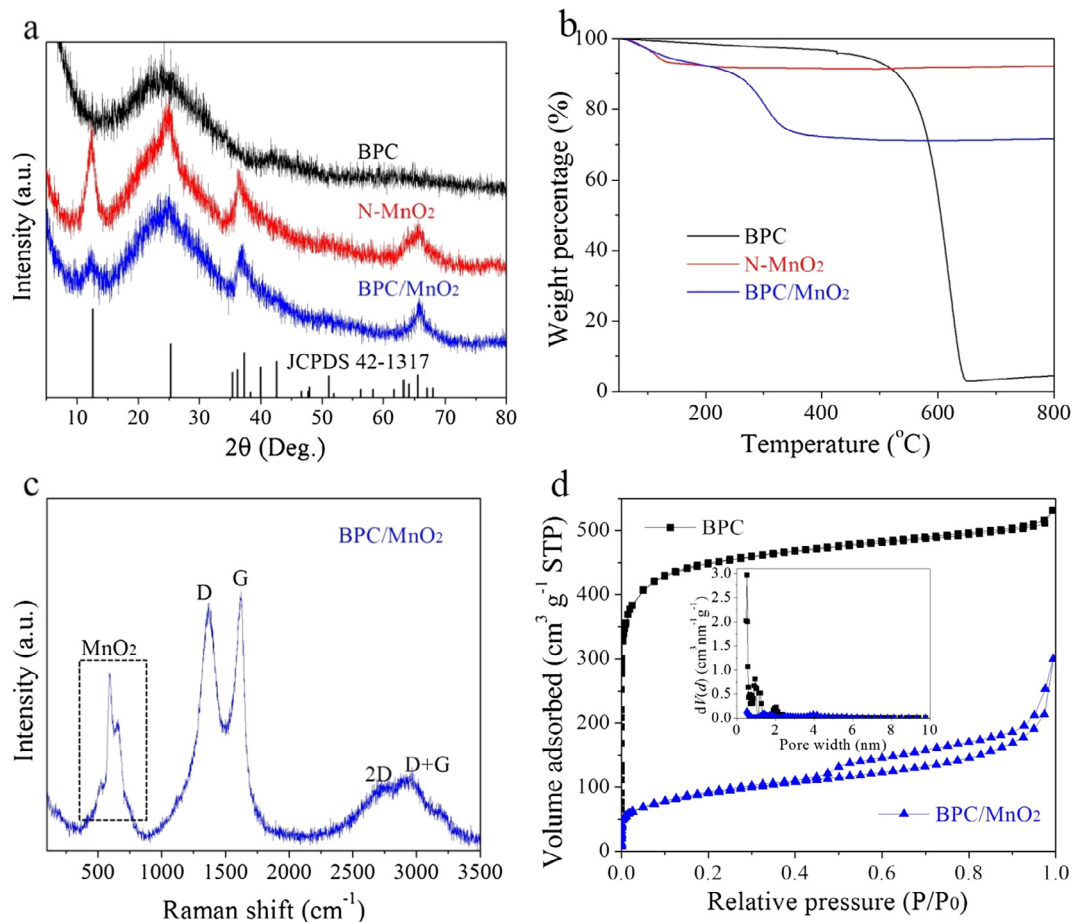 a
Intensity (a.u.)
BPC
N-MnO2
BPC/MnO2
JCPDS 42-1317
10 20 30 40 50 60 70 80
2θ (Deg.)
b
Weight percentage (%)
100
80
60
40
20
0
BPC
N-MnO2
BPC/MnO2
200 400 600 800
Temperature (°C)
c
Intensity (a.u.)
BPC/MnO2
MnO2
D
G
2D
D+G
500 1000 1500 2000 2500 3000 3500
Raman shift (cm-1)
d
Volume adsorbed (cm3 g-1 STP)
500
400
300
200
100
0
BPC
dV(d) (cm3nm-1g-1)
3.0
2.5
2.0
1.5
1.0
0.5
0.0
0 2 4 6 8 10
Pore width (nm)
BPC/MnO2
0.0 0.2 0.4 0.6 0.8 1.0
Relative pressure (P/P0)